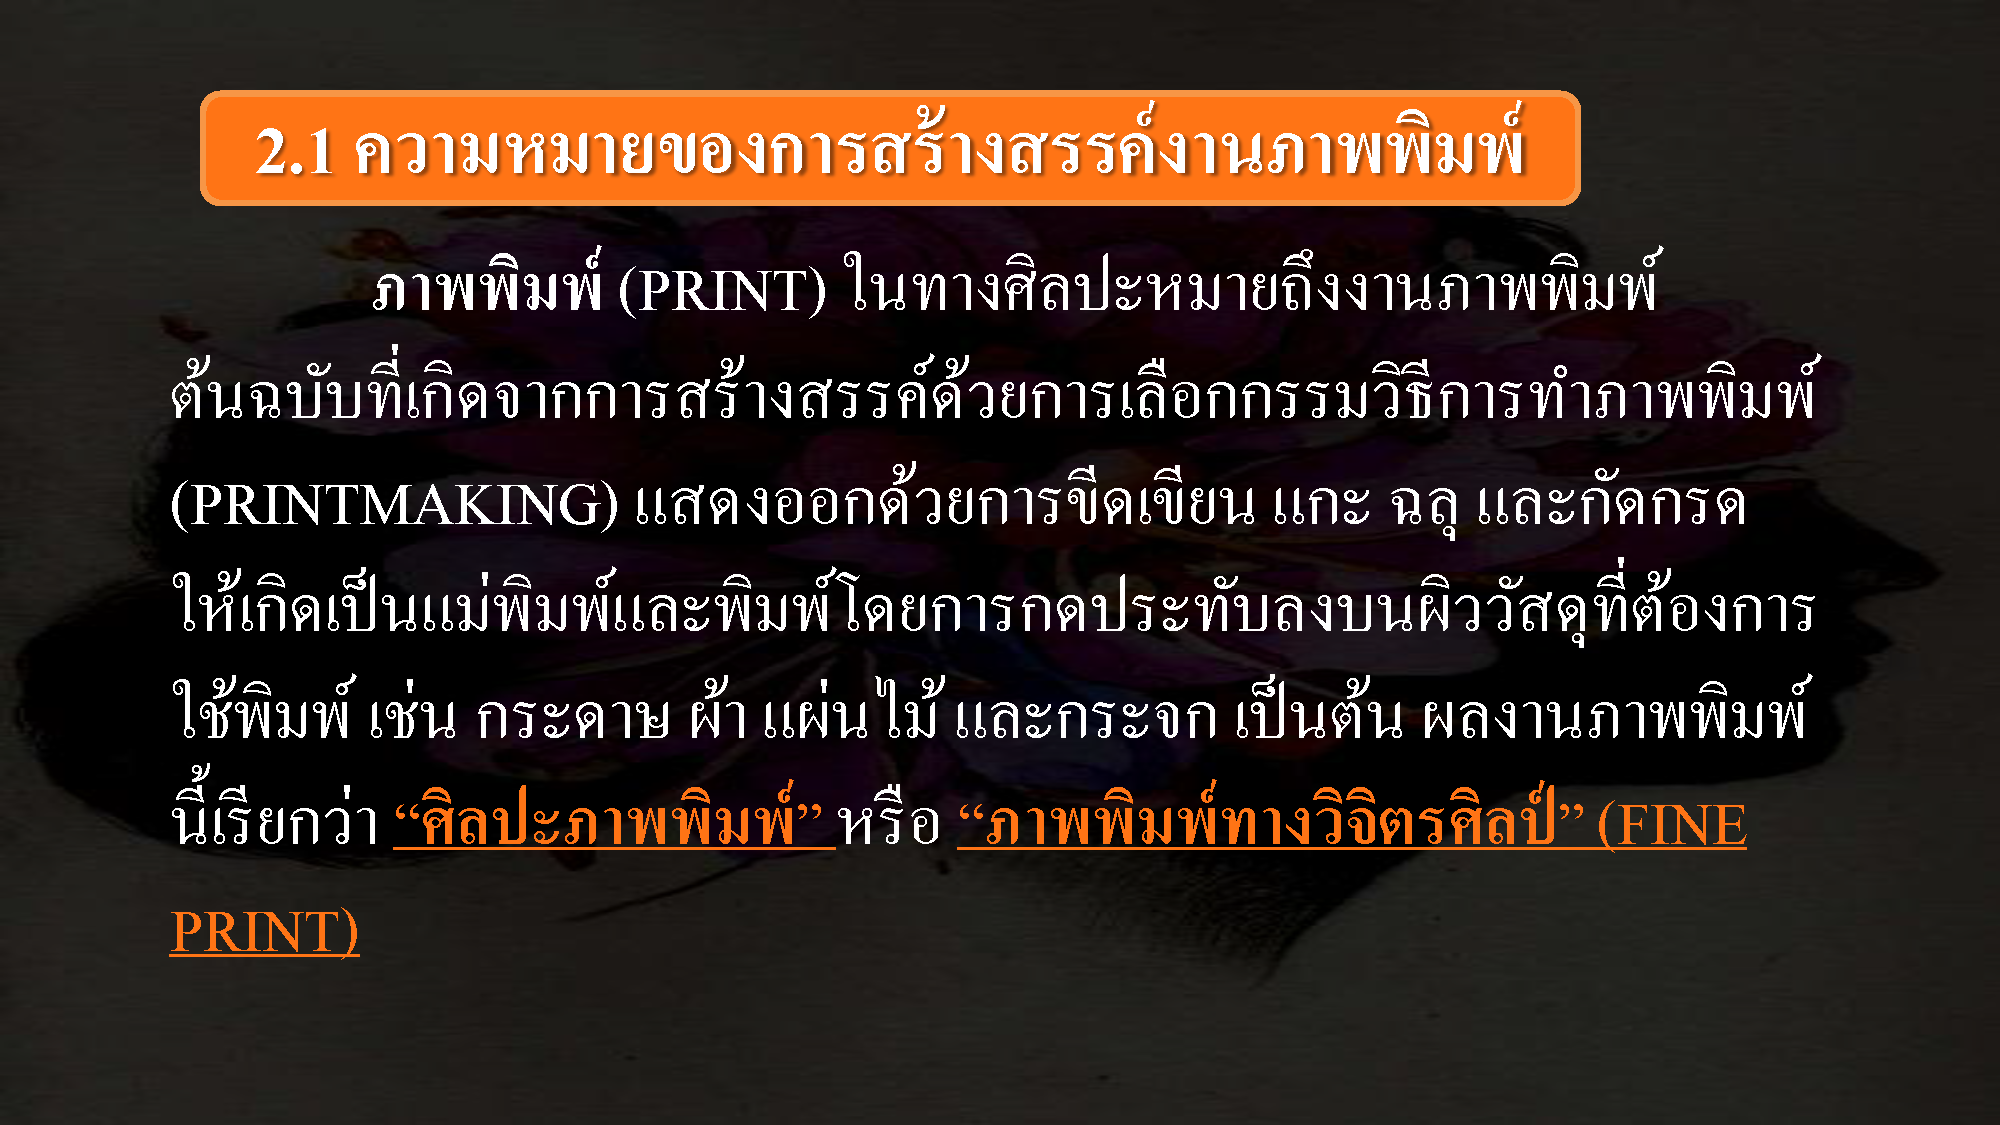 2.1 ความหมายของการสร้างสรรค์งานภาพพิมพ์
ภาพพิมพ์ (PRINT) ในทางศิลปะหมายถึงงานภาพพิมพ์
ต้นฉบับที่เกิดจากการสร้างสรรค์ด้วยการเลือกกรรมวิธีการทำภาพพิมพ์
(PRINTMAKING) แสดงออกด้วยการขีดเขียน แกะ ฉลุ และกัดกรด
ให้เกิดเป็นแม่พิมพ์และพิมพ์โดยการกดประทับลงบนผิววัสดุที่ต้องการ
ใช้พิมพ์ เช่น กระดาษ ผ้า แผ่นไม้ และกระจก เป็นต้น ผลงานภาพพิมพ์
นี้เรียกว่า “ศิลปะภาพพิมพ์” หรือ “ภาพพิมพ์ทางวิจิตรศิลป์” (FINE
PRINT)